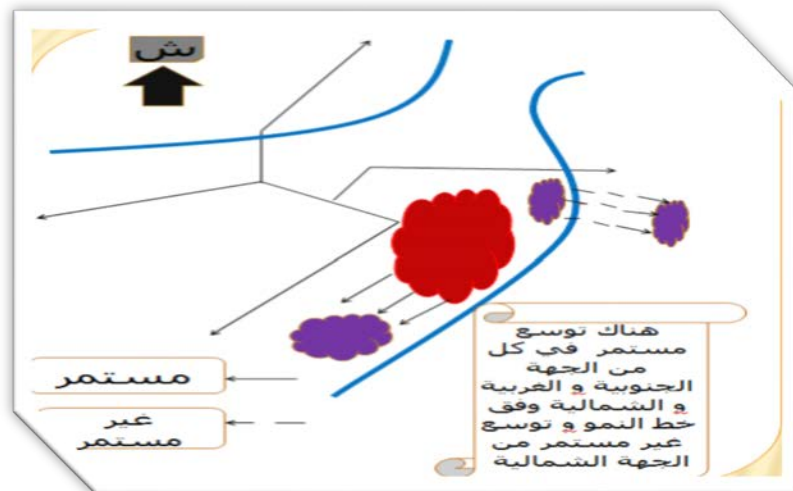 ش
هناك توسع
مستمر في كل
من الجهة
الجنوبية و الغربية
و الشمالية وفق
خط النمو و توسع
غير مستمر من
الجهة الشمالية
مستمر
غير
مستمر